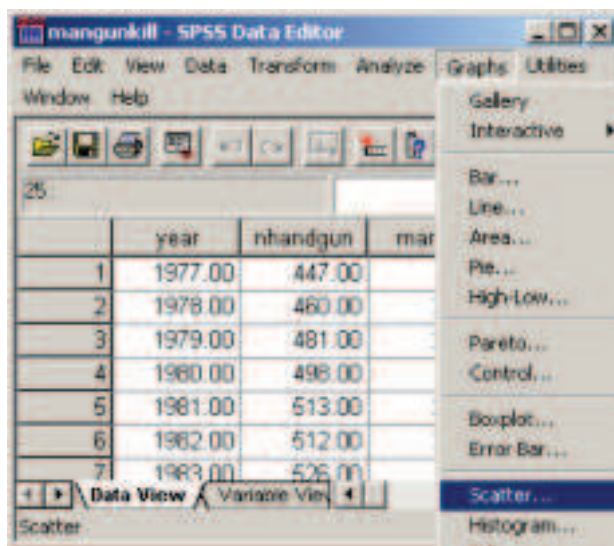 mangunkill - SPSS Data Editor
File Edit View Data Transform Analyze Graphs Utilities
Window Help
Gallery
Interactive
25 :
Bar...
Line...
Area...
Pie...
High-Low...
Pareto...
Control...
Boxplot...
Error Bar...
Scatter...
Histogram...
year nhandgun mar
1 1977.00 447.00
2 1978.00 460.00
3 1979.00 481.00
4 1980.00 498.00
5 1981.00 513.00
6 1982.00 512.00
7 1983.00 526.00
Data View Variable View
Scatter